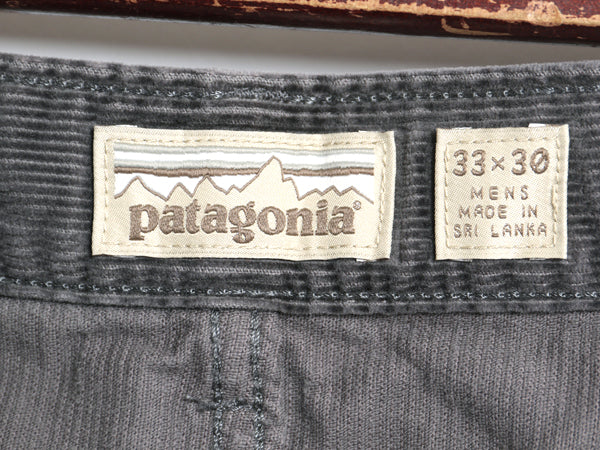 patagonia®
33×30
MENS
MADE IN
SRI LANKA